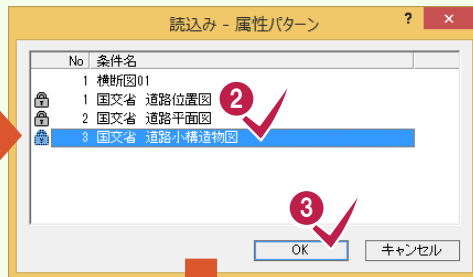 読込み - 属性パターン ? ×
No 条件名
1 横断図01
1 国交省 道路位置図
2
2 国交省 道路平面図
3 国交省 道路小構造物図
3
OK キャンセル